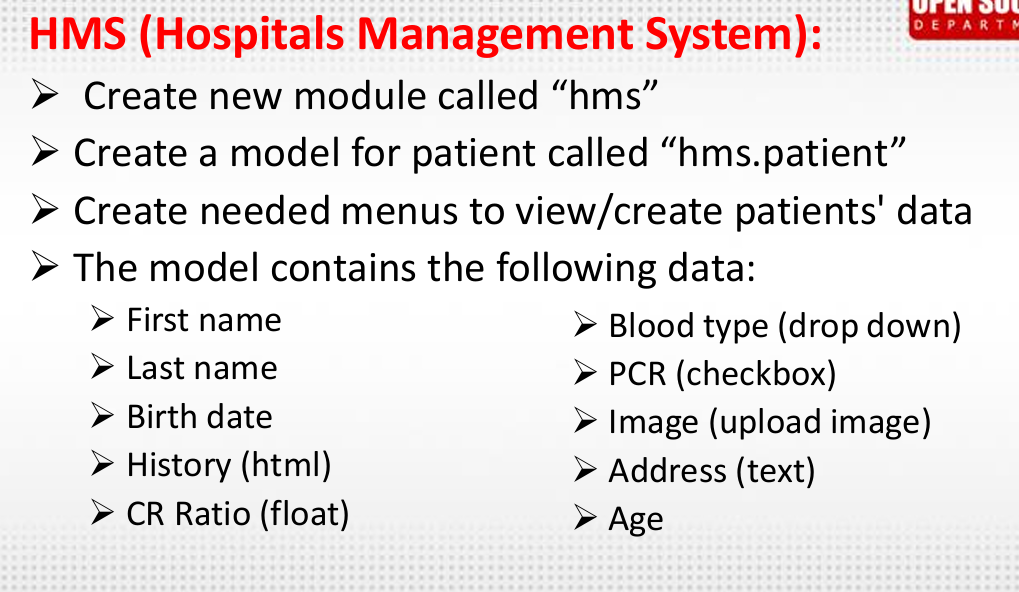 HMS (Hospitals Management System):
Create new module called “hms”
Create a model for patient called “hms.patient”
Create needed menus to view/create patients' data
The model contains the following data:
First name
Last name
Birth date
History (html)
CR Ratio (float)
Blood type (drop down)
PCR (checkbox)
Image (upload image)
Address (text)
Age
OPEN